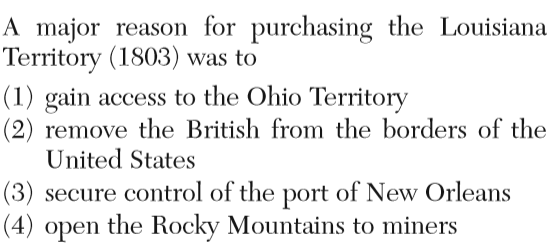 A major reason for purchasing the Louisiana
Territory (1803) was to
(1) gain access to the Ohio Territory
(2) remove the British from the borders of the
United States
(3) secure control of the port of New Orleans
(4) open the Rocky Mountains to miners